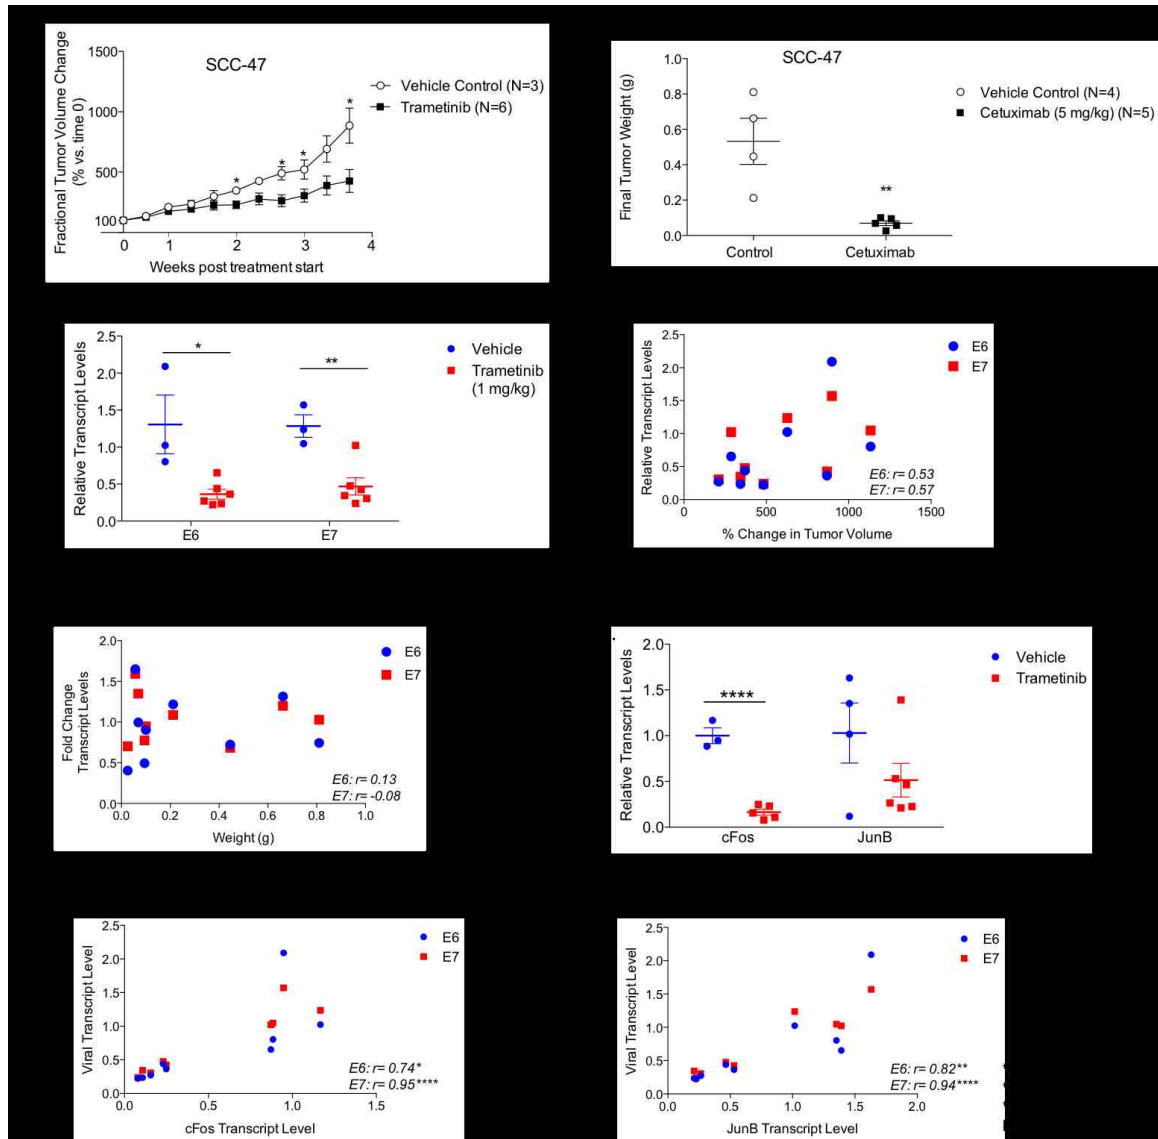 SCC-47
Fractional Tumor Volume Change
(% vs. time 0)
1500
1000
500
100
Vehicle Control (N=3)
Trametinib (N=6)
*
*
*
*
0
1
2
3
4
Weeks post treatment start
SCC-47
Final Tumor Weight (g)
1.0
0.8
0.6
0.4
0.2
0.0
Vehicle Control (N=4)
Cetuximab (5 mg/kg) (N=5)
**
Control
Cetuximab
Relative Transcript Levels
2.5
2.0
1.5
1.0
0.5
0.0
*
**
Vehicle
Trametinib
(1 mg/kg)
E6
E7
Relative Transcript Levels
2.5
2.0
1.5
1.0
0.5
0.0
E6
E7
E6: r= 0.53
E7: r= 0.57
0
500
1000
1500
% Change in Tumor Volume
Fold Change
Transcript Levels
2.0
1.5
1.0
0.5
0.0
E6
E7
E6: r= 0.13
E7: r= -0.08
0.0
0.2
0.4
0.6
0.8
1.0
Weight (g)
Relative Transcript Levels
2.0
1.5
1.0
0.5
0.0
****
Vehicle
Trametinib
cFos
JunB
Viral Transcript Level
2.5
2.0
1.5
1.0
0.5
0.0
E6
E7
E6: r= 0.74*
E7: r= 0.95****
0.0
0.5
1.0
1.5
cFos Transcript Level
Viral Transcript Level
2.5
2.0
1.5
1.0
0.5
0.0
E6
E7
E6: r= 0.82**
E7: r= 0.94****
0.0
0.5
1.0
1.5
2.0
JunB Transcript Level